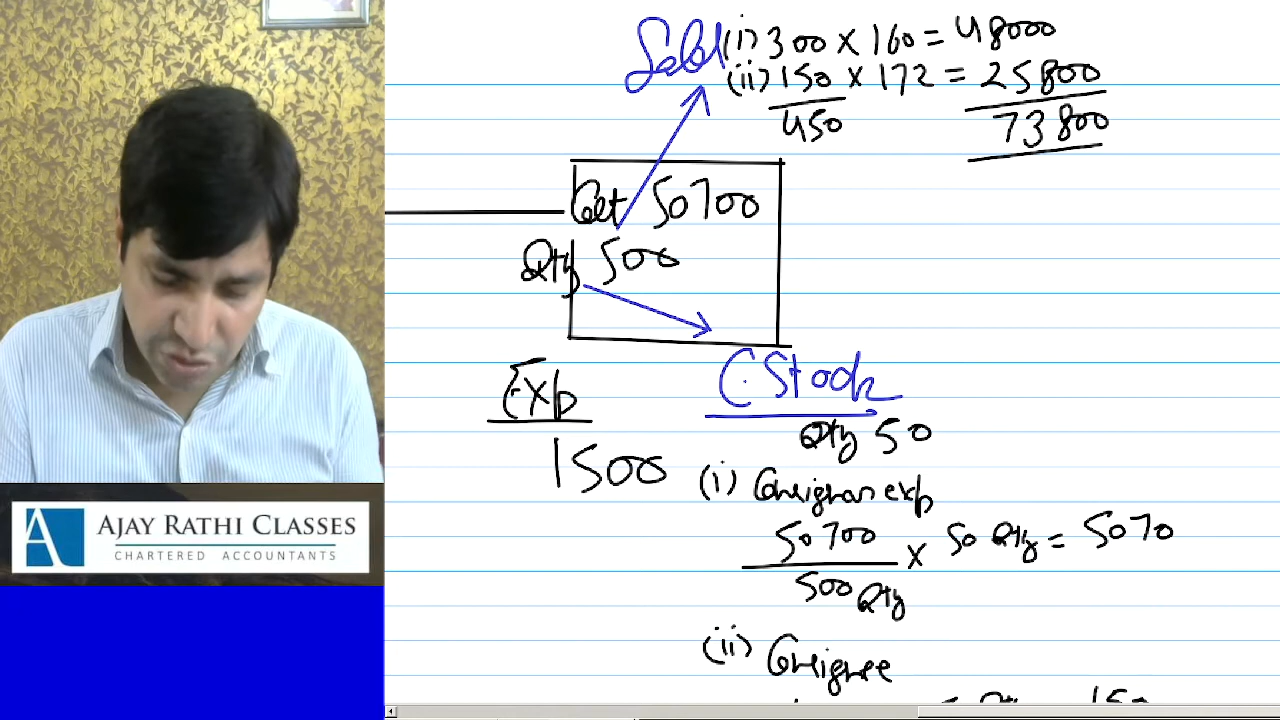 Sold (i) 300 × 160 = 48000
(ii) 150 × 172 = 25800
450 73800
Cost 50700
Qty 500
Exp
1500
C. Stock
Qty 50
(i) Consignor exp
50700 / 500 Qty × 50 Qty = 5070
(ii) Consignee
AJAY RATHI CLASSES
CHARTERED ACCOUNTANTS